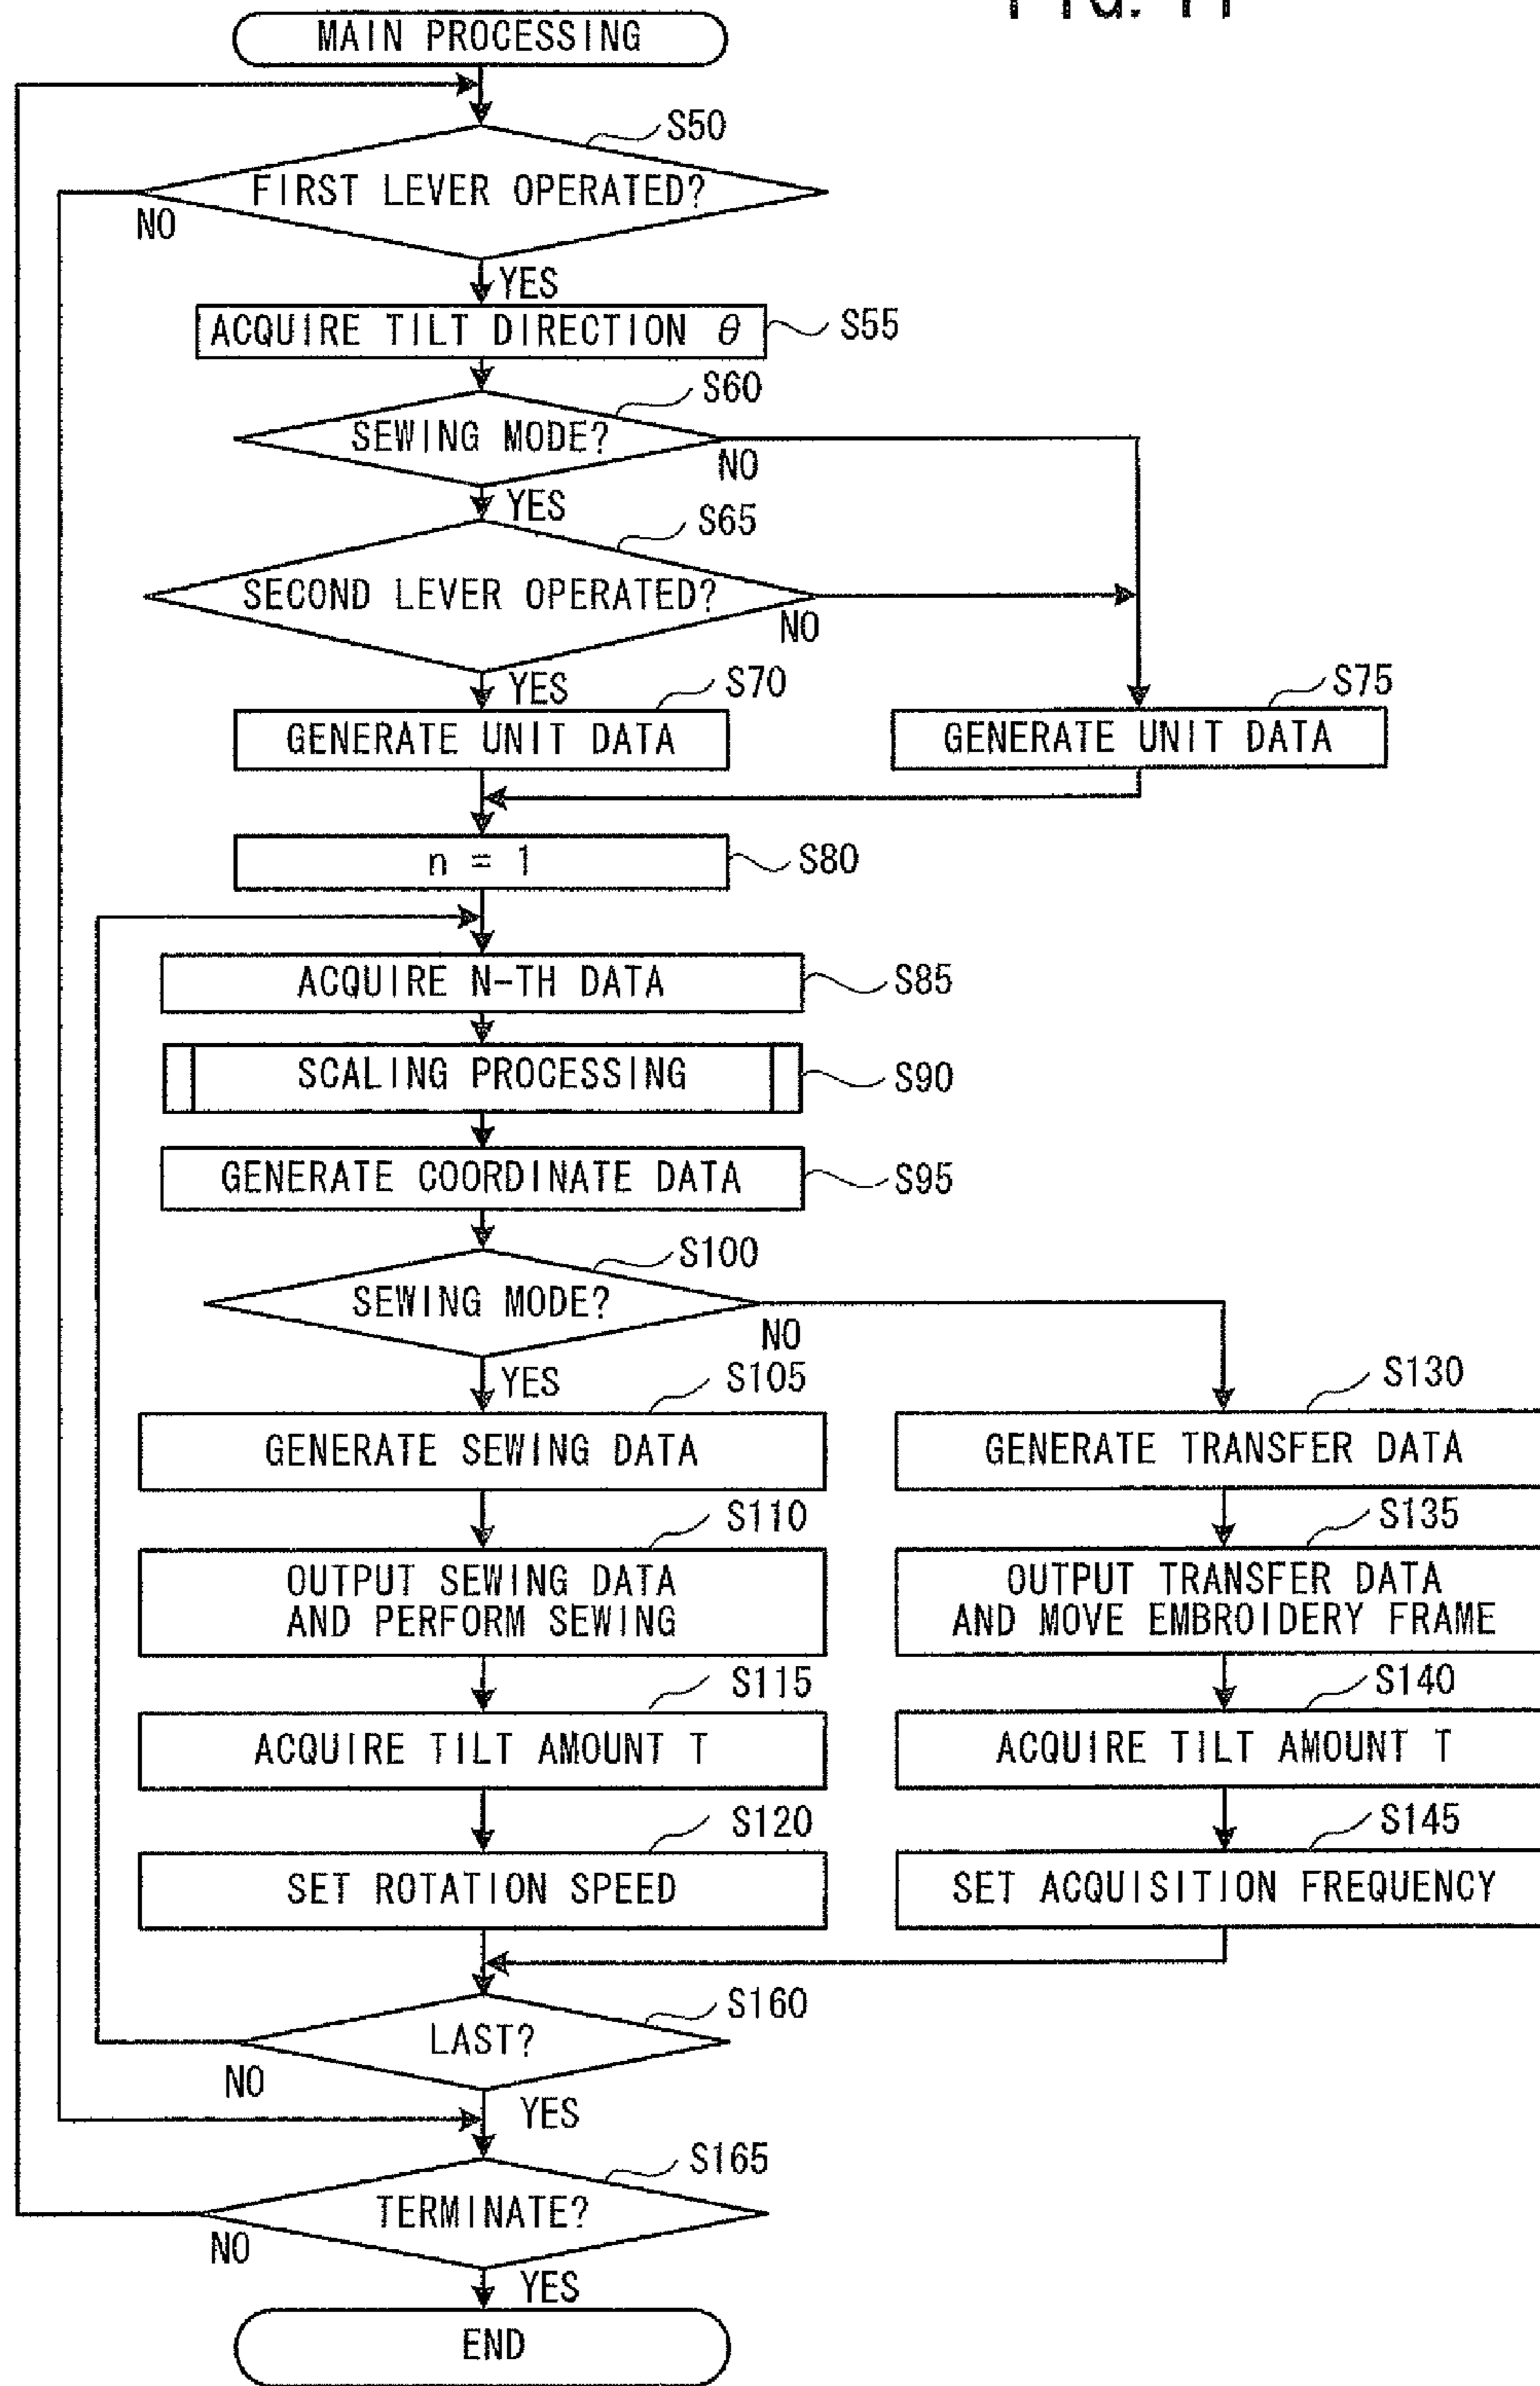 MAIN PROCESSING
S50
FIRST LEVER OPERATED?
NO
YES
ACQUIRE TILT DIRECTION θ
S55
S60
SEWING MODE?
NO
YES
S65
SECOND LEVER OPERATED?
NO
YES
S70
S75
GENERATE UNIT DATA
GENERATE UNIT DATA
n = 1
S80
ACQUIRE N-TH DATA
S85
SCALING PROCESSING
S90
GENERATE COORDINATE DATA
S95
S100
SEWING MODE?
NO
YES
S105
S130
GENERATE SEWING DATA
GENERATE TRANSFER DATA
S110
S135
OUTPUT SEWING DATA
AND PERFORM SEWING
OUTPUT TRANSFER DATA
AND MOVE EMBROIDERY FRAME
S115
S140
ACQUIRE TILT AMOUNT T
ACQUIRE TILT AMOUNT T
S120
S145
SET ROTATION SPEED
SET ACQUISITION FREQUENCY
S160
LAST?
NO
YES
S165
TERMINATE?
NO
YES
END